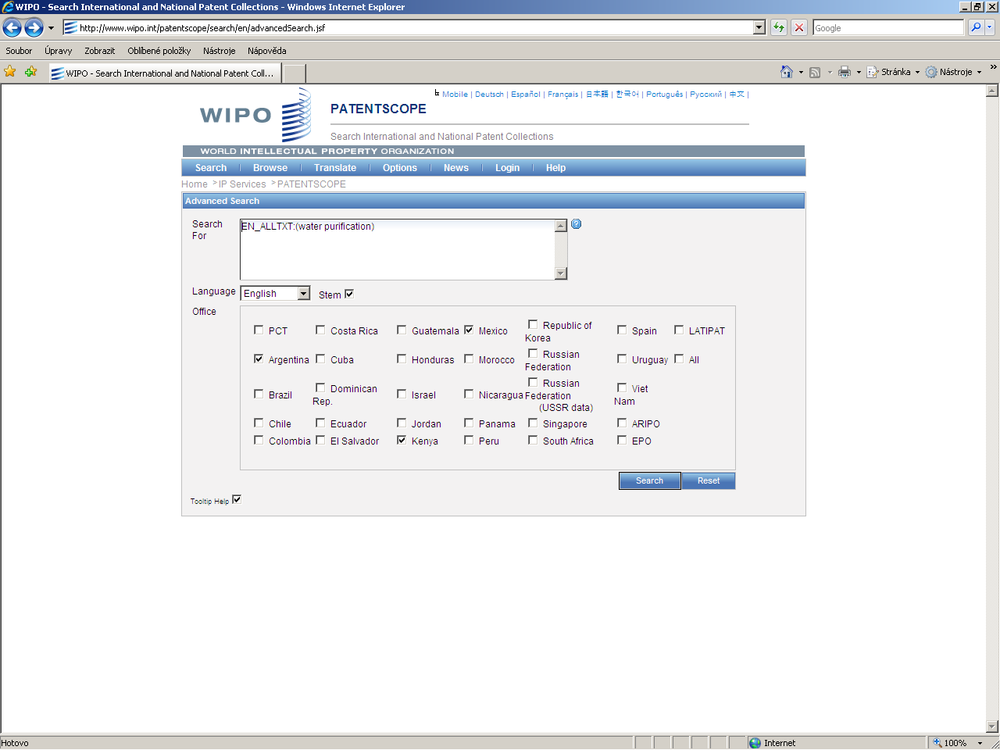 WIPO - Search International and National Patent Collections - Windows Internet Explorer
http://www.wipo.int/patentscope/search/en/advancedSearch.jsf
Google
Soubor Úpravy Zobrazit Oblíbené položky Nástroje Nápověda
WIPO - Search International and National Patent Coll...
Stránka Nástroje »
Mobile | Deutsch | Español | Français | 日本語 | 한국어 | Português | Русский | 中文 |
WIPO
PATENTSCOPE
Search International and National Patent Collections
WORLD INTELLECTUAL PROPERTY ORGANIZATION
Search | Browse | Translate | Options | News | Login | Help
Home > IP Services > PATENTSCOPE
Advanced Search
Search For
EN_ALLTXT:(water purification)
Language English Stem
Office
PCT Costa Rica Guatemala Mexico Republic of Korea Spain LATIPAT
Argentina Cuba Honduras Morocco Russian Federation Uruguay All
Brazil Dominican Rep. Israel Nicaragua Russian Federation (USSR data) Viet Nam
Chile Ecuador Jordan Panama Singapore ARIPO
Colombia El Salvador Kenya Peru South Africa EPO
Search Reset
Tooltip Help
Hotovo Internet 100%